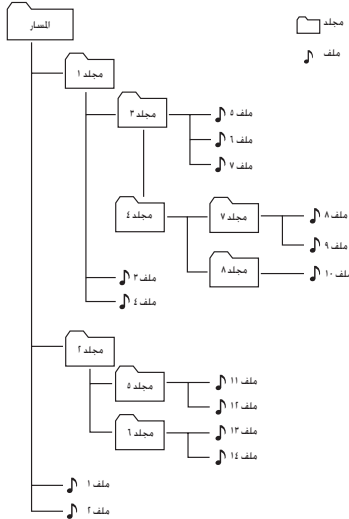 المسار
مجلد
ملف
مجلد ١
مجلد ٣
ملف ٥
ملف ٦
ملف ٧
مجلد ٤
مجلد ٧
ملف ٨
ملف ٩
مجلد ٨
ملف ١٠
ملف ٣
ملف ٤
مجلد ٢
مجلد ٥
ملف ١١
ملف ١٢
مجلد ٦
ملف ١٣
ملف ١٤
ملف ١
ملف ٢